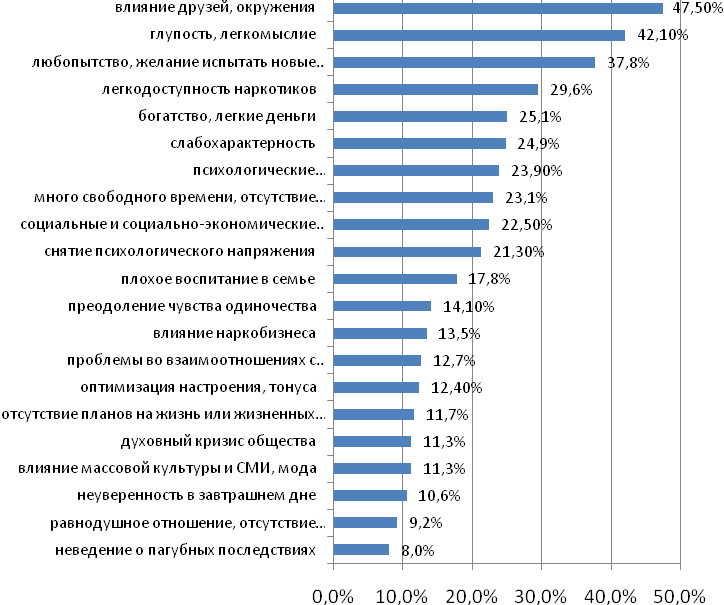 влияние друзей, окружения 47,50%
глупость, легкомыслие 42,10%
любопытство, желание испытать новые.. 37,8%
легкодоступность наркотиков 29,6%
богатство, легкие деньги 25,1%
слабохарактерность 24,9%
психологические... 23,90%
много свободного времени, отсутствие... 23,1%
социальные и социально-экономические.. 22,50%
снятие психологического напряжения 21,30%
плохое воспитание в семье 17,8%
преодоление чувства одиночества 14,10%
влияние наркобизнеса 13,5%
проблемы во взаимоотношениях с.. 12,7%
оптимизация настроения, тонуса 12,40%
отсутствие планов на жизнь или жизненных... 11,7%
духовный кризис общества 11,3%
влияние массовой культуры и СМИ, мода 11,3%
неуверенность в завтрашнем дне 10,6%
равнодушное отношение, отсутствие... 9,2%
неведение о пагубных последствиях 8,0%
0,0% 10,0% 20,0% 30,0% 40,0% 50,0%